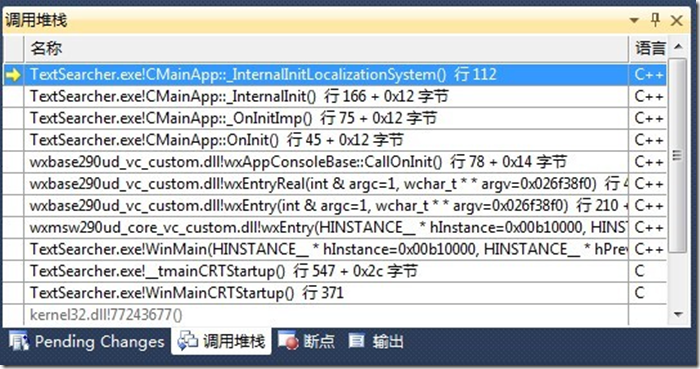 调用堆栈
名称 语言
TextSearcher.exe!CMainApp::_InternalInitLocalizationSystem() 行 112 C++
TextSearcher.exe!CMainApp::_InternalInit() 行 166 + 0x12 字节 C++
TextSearcher.exe!CMainApp::_OnInitImp() 行 75 + 0x12 字节 C++
TextSearcher.exe!CMainApp::OnInit() 行 45 + 0x12 字节 C++
wxbase290ud_vc_custom.dll!wxAppConsoleBase::CallOnInit() 行 78 + 0x14 字节 C++
wxbase290ud_vc_custom.dll!wxEntryReal(int & argc=1, wchar_t * * argv=0x026f38f0) 行 4 C++
wxbase290ud_vc_custom.dll!wxEntry(int & argc=1, wchar_t * * argv=0x026f38f0) 行 210 + C++
wxmsw290ud_core_vc_custom.dll!wxEntry(HINSTANCE__ * hInstance=0x00b10000, HINST C++
TextSearcher.exe!WinMain(HINSTANCE__ * hInstance=0x00b10000, HINSTANCE__ * hPrev C++
TextSearcher.exe!__tmainCRTStartup() 行 547 + 0x2c 字节 C
TextSearcher.exe!WinMainCRTStartup() 行 371 C
kernel32.dll!77243677()
Pending Changes 调用堆栈 断点 输出